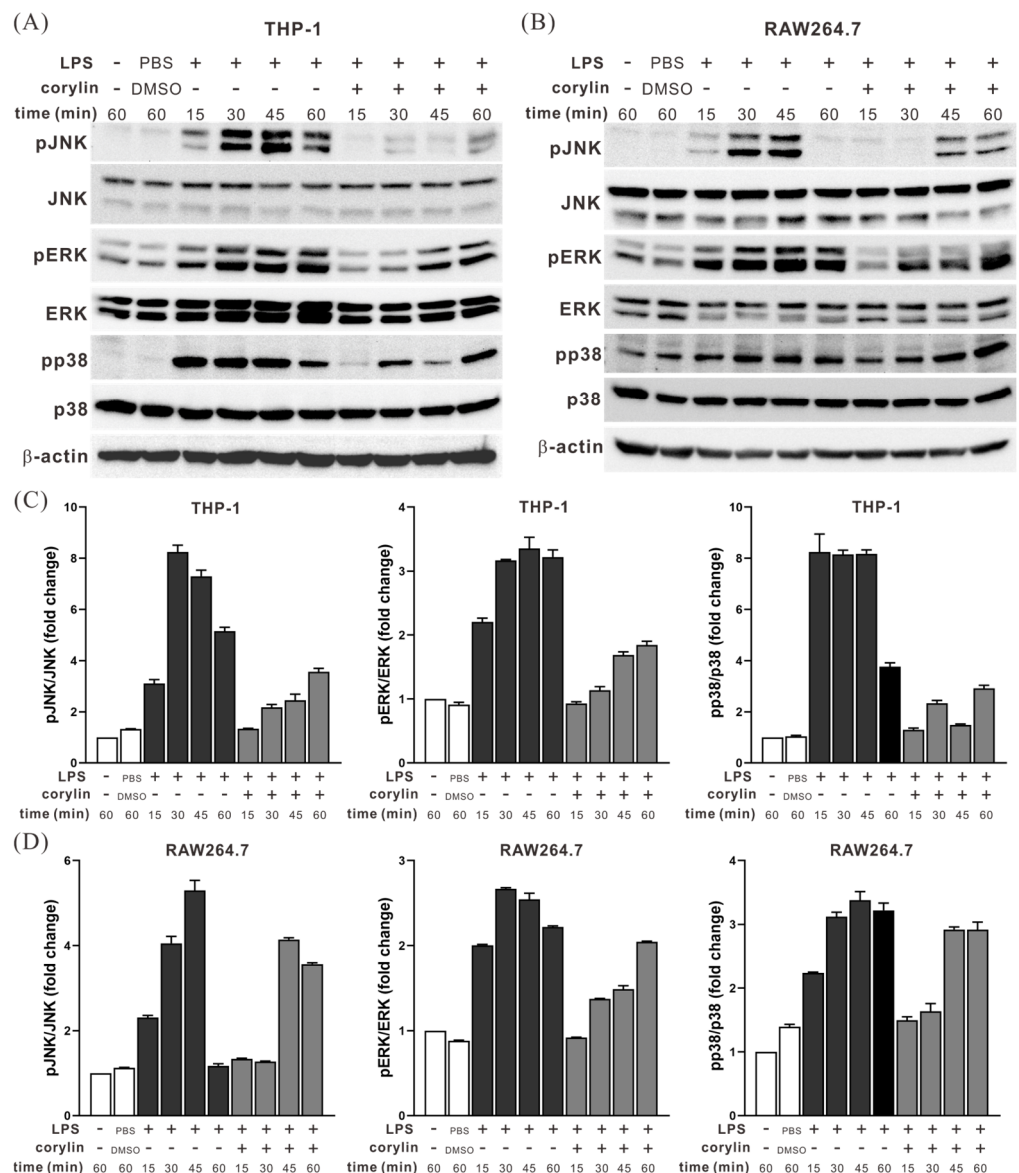 (A)
THP-1
LPS - PBS + + + + + + + +
corylin - DMSO - - - - + + + +
time (min) 60 60 15 30 45 60 15 30 45 60
pJNK
JNK
pERK
ERK
pp38
p38
β-actin
(B)
RAW264.7
LPS - PBS + + + + + + + +
corylin - DMSO - - - - + + + +
time (min) 60 60 15 30 45 60 15 30 45 60
pJNK
JNK
pERK
ERK
pp38
p38
β-actin
(C)
THP-1
pJNK/JNK (fold change)
10
8
6
4
2
0
LPS - PBS + + + + + + + +
corylin - DMSO - - - - + + + +
time (min) 60 60 15 30 45 60 15 30 45 60
THP-1
pERK/ERK (fold change)
4
3
2
1
0
- PBS + + + + + + + +
- DMSO - - - - + + + +
60 60 15 30 45 60 15 30 45 60
THP-1
pp38/p38 (fold change)
10
8
6
4
2
0
LPS - PBS + + + + + + + +
corylin - DMSO - - - - + + + +
time (min) 60 60 15 30 45 60 15 30 45 60
(D)
RAW264.7
pJNK/JNK (fold change)
6
4
2
0
LPS - PBS + + + + + + + +
corylin - DMSO - - - - + + + +
time (min) 60 60 15 30 45 60 15 30 45 60
RAW264.7
pERK/ERK (fold change)
3
2
1
0
- PBS + + + + + + + +
- DMSO - - - - + + + +
60 60 15 30 45 60 15 30 45 60
RAW264.7
pp38/p38 (fold change)
4
3
2
1
0
LPS - PBS + + + + + + + +
corylin - DMSO - - - - + + + +
time (min) 60 60 15 30 45 60 15 30 45 60